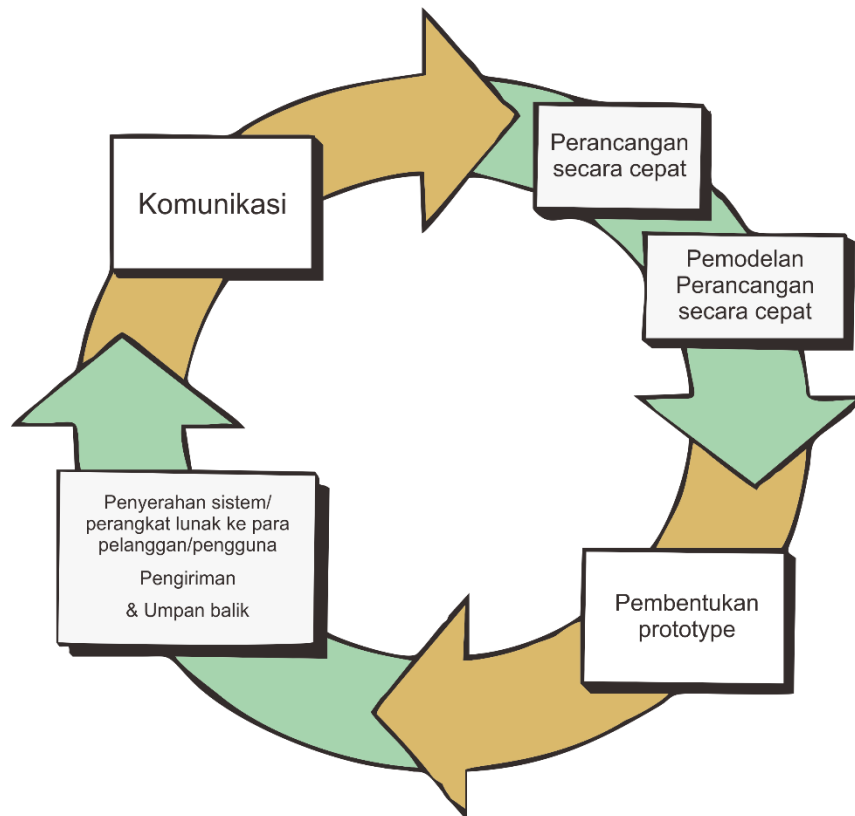 Komunikasi
Perancangan
secara cepat
Pemodelan
Perancangan
secara cepat
Pembentukan
prototype
Penyerahan sistem/
perangkat lunak ke para
pelanggan/pengguna
Pengiriman
& Umpan balik